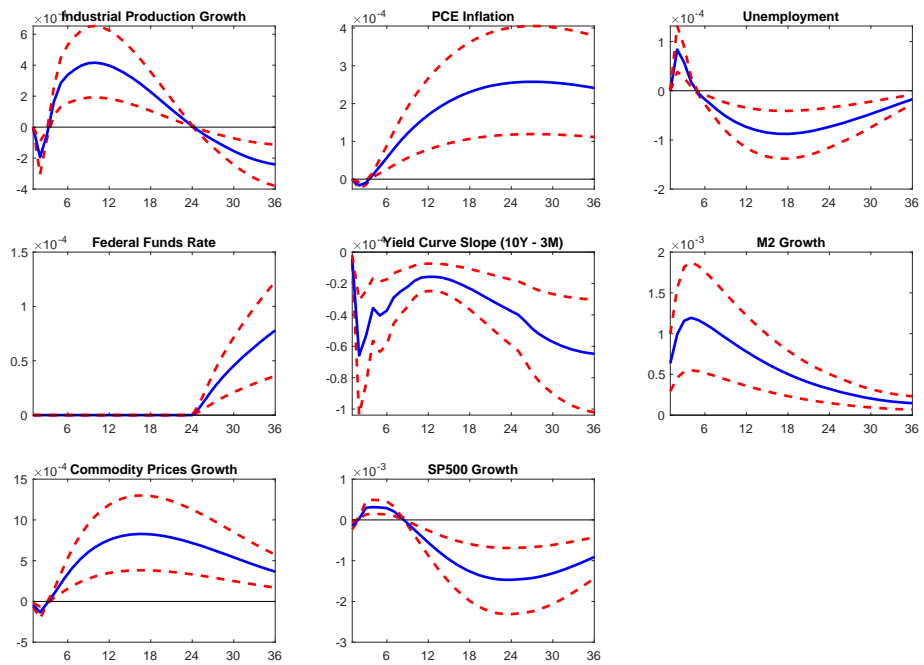 ×10⁻⁴ Industrial Production Growth
6
4
2
0
-2
-4
6 12 18 24 30 36
×10⁻⁴ PCE Inflation
4
2
0
6 12 18 24 30 36
×10⁻⁴ Unemployment
1
0
-1
-2
6 12 18 24 30 36
×10⁻⁴ Federal Funds Rate
1.5
1
0.5
0
6 12 18 24 30 36
×10⁻⁴ Yield Curve Slope (10Y - 3M)
0
-0.2
-0.4
-0.6
-0.8
-1
6 12 18 24 30 36
×10⁻³ M2 Growth
2
1.5
1
0.5
0
6 12 18 24 30 36
×10⁻⁴ Commodity Prices Growth
15
10
5
0
-5
6 12 18 24 30 36
×10⁻³ SP500 Growth
1
0
-1
-2
-3
6 12 18 24 30 36